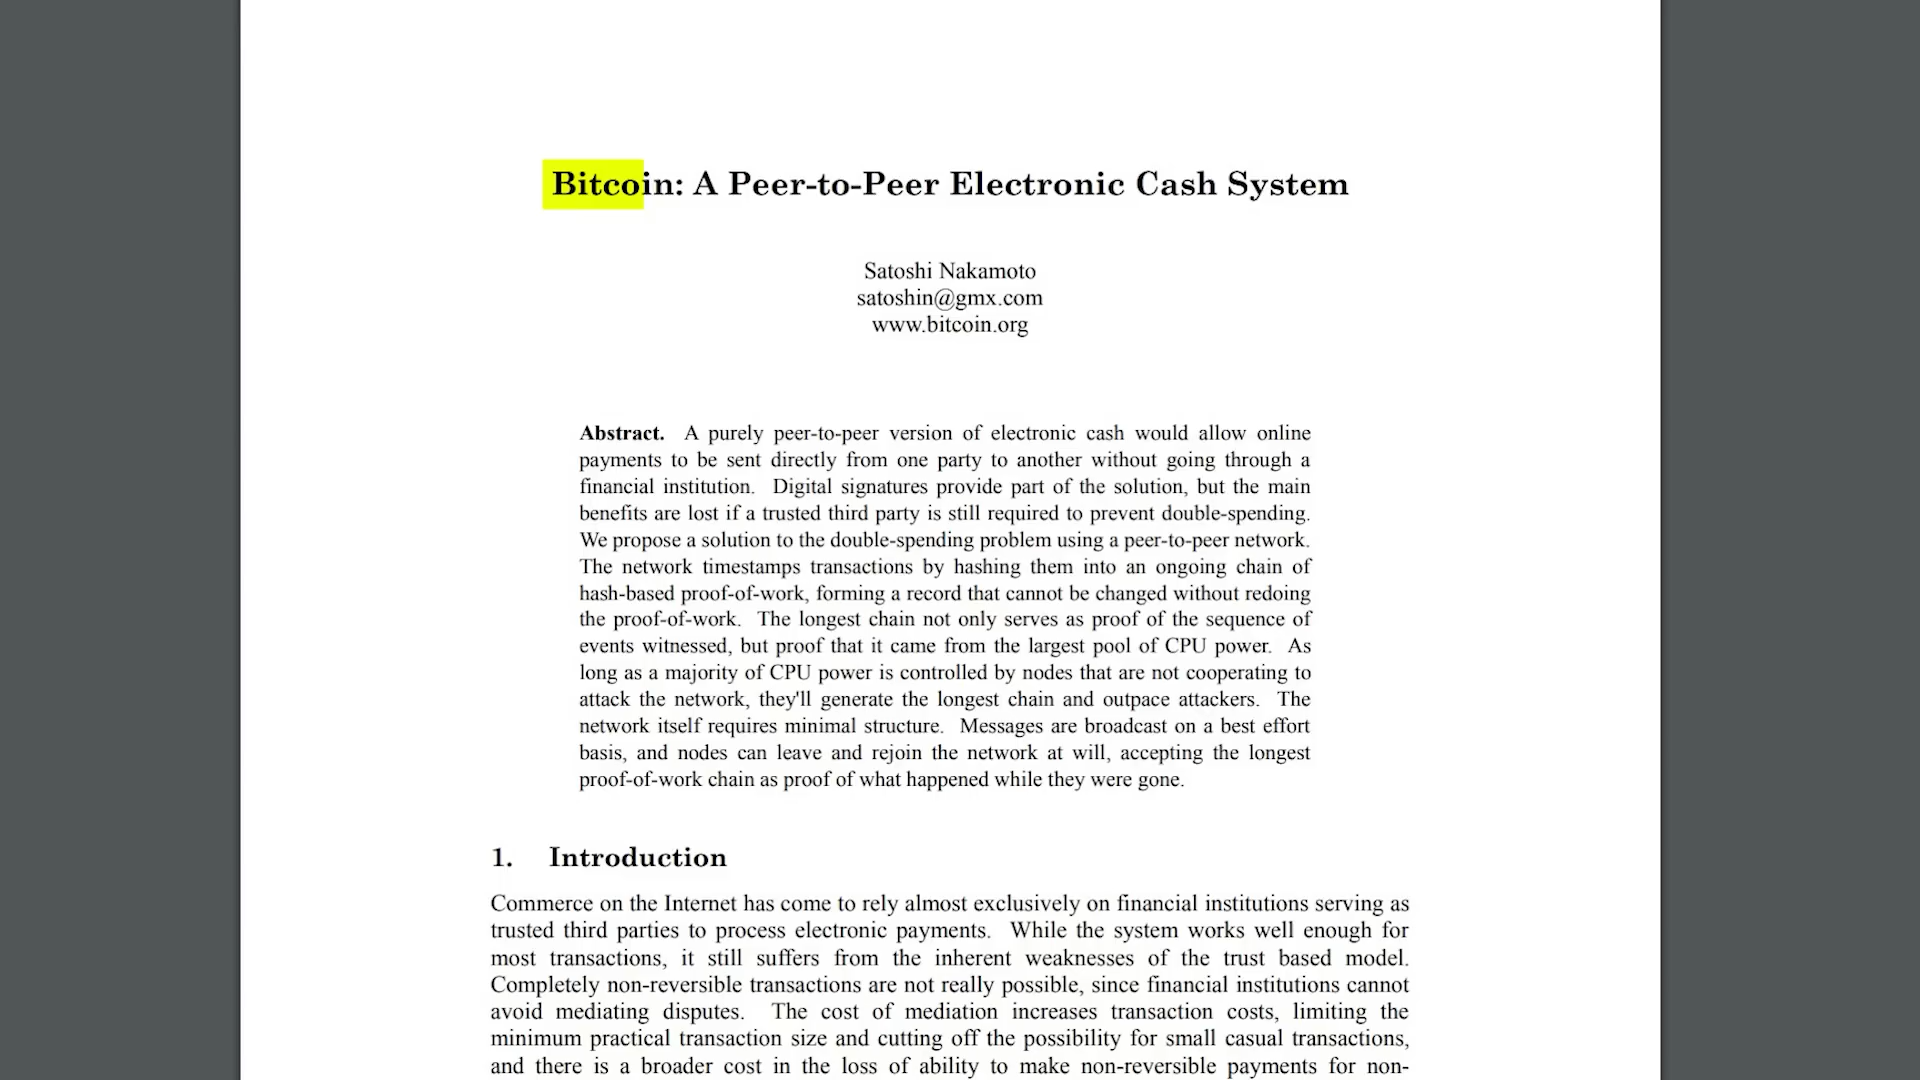 Bitcoin: A Peer-to-Peer Electronic Cash System
Satoshi Nakamoto
satoshin@gmx.com
www.bitcoin.org
Abstract. A purely peer-to-peer version of electronic cash would allow online
payments to be sent directly from one party to another without going through a
financial institution. Digital signatures provide part of the solution, but the main
benefits are lost if a trusted third party is still required to prevent double-spending.
We propose a solution to the double-spending problem using a peer-to-peer network.
The network timestamps transactions by hashing them into an ongoing chain of
hash-based proof-of-work, forming a record that cannot be changed without redoing
the proof-of-work. The longest chain not only serves as proof of the sequence of
events witnessed, but proof that it came from the largest pool of CPU power. As
long as a majority of CPU power is controlled by nodes that are not cooperating to
attack the network, they'll generate the longest chain and outpace attackers. The
network itself requires minimal structure. Messages are broadcast on a best effort
basis, and nodes can leave and rejoin the network at will, accepting the longest
proof-of-work chain as proof of what happened while they were gone.
1. Introduction
Commerce on the Internet has come to rely almost exclusively on financial institutions serving as
trusted third parties to process electronic payments. While the system works well enough for
most transactions, it still suffers from the inherent weaknesses of the trust based model.
Completely non-reversible transactions are not really possible, since financial institutions cannot
avoid mediating disputes. The cost of mediation increases transaction costs, limiting the
minimum practical transaction size and cutting off the possibility for small casual transactions,
and there is a broader cost in the loss of ability to make non-reversible payments for non-